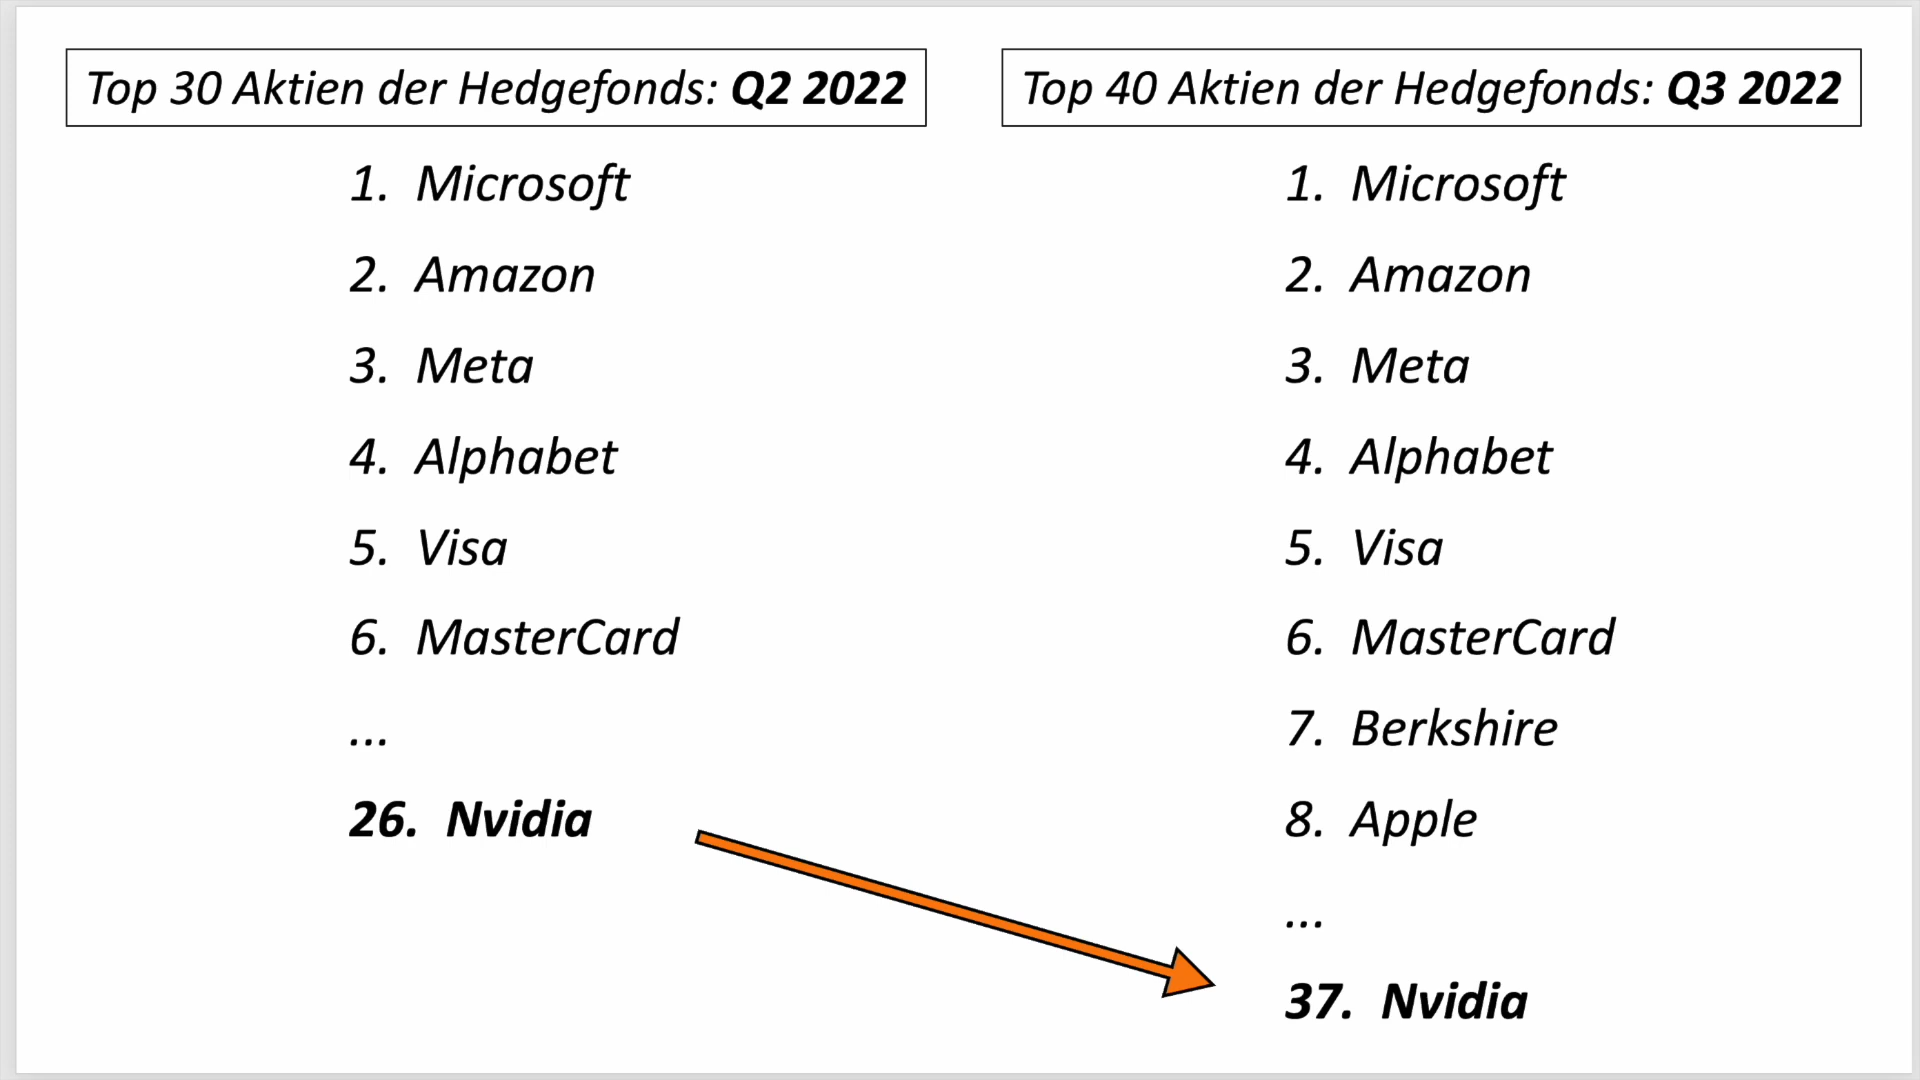 Top 30 Aktien der Hedgefonds: Q2 2022
1. Microsoft
2. Amazon
3. Meta
4. Alphabet
5. Visa
6. MasterCard
...
26. Nvidia
Top 40 Aktien der Hedgefonds: Q3 2022
1. Microsoft
2. Amazon
3. Meta
4. Alphabet
5. Visa
6. MasterCard
7. Berkshire
8. Apple
...
37. Nvidia